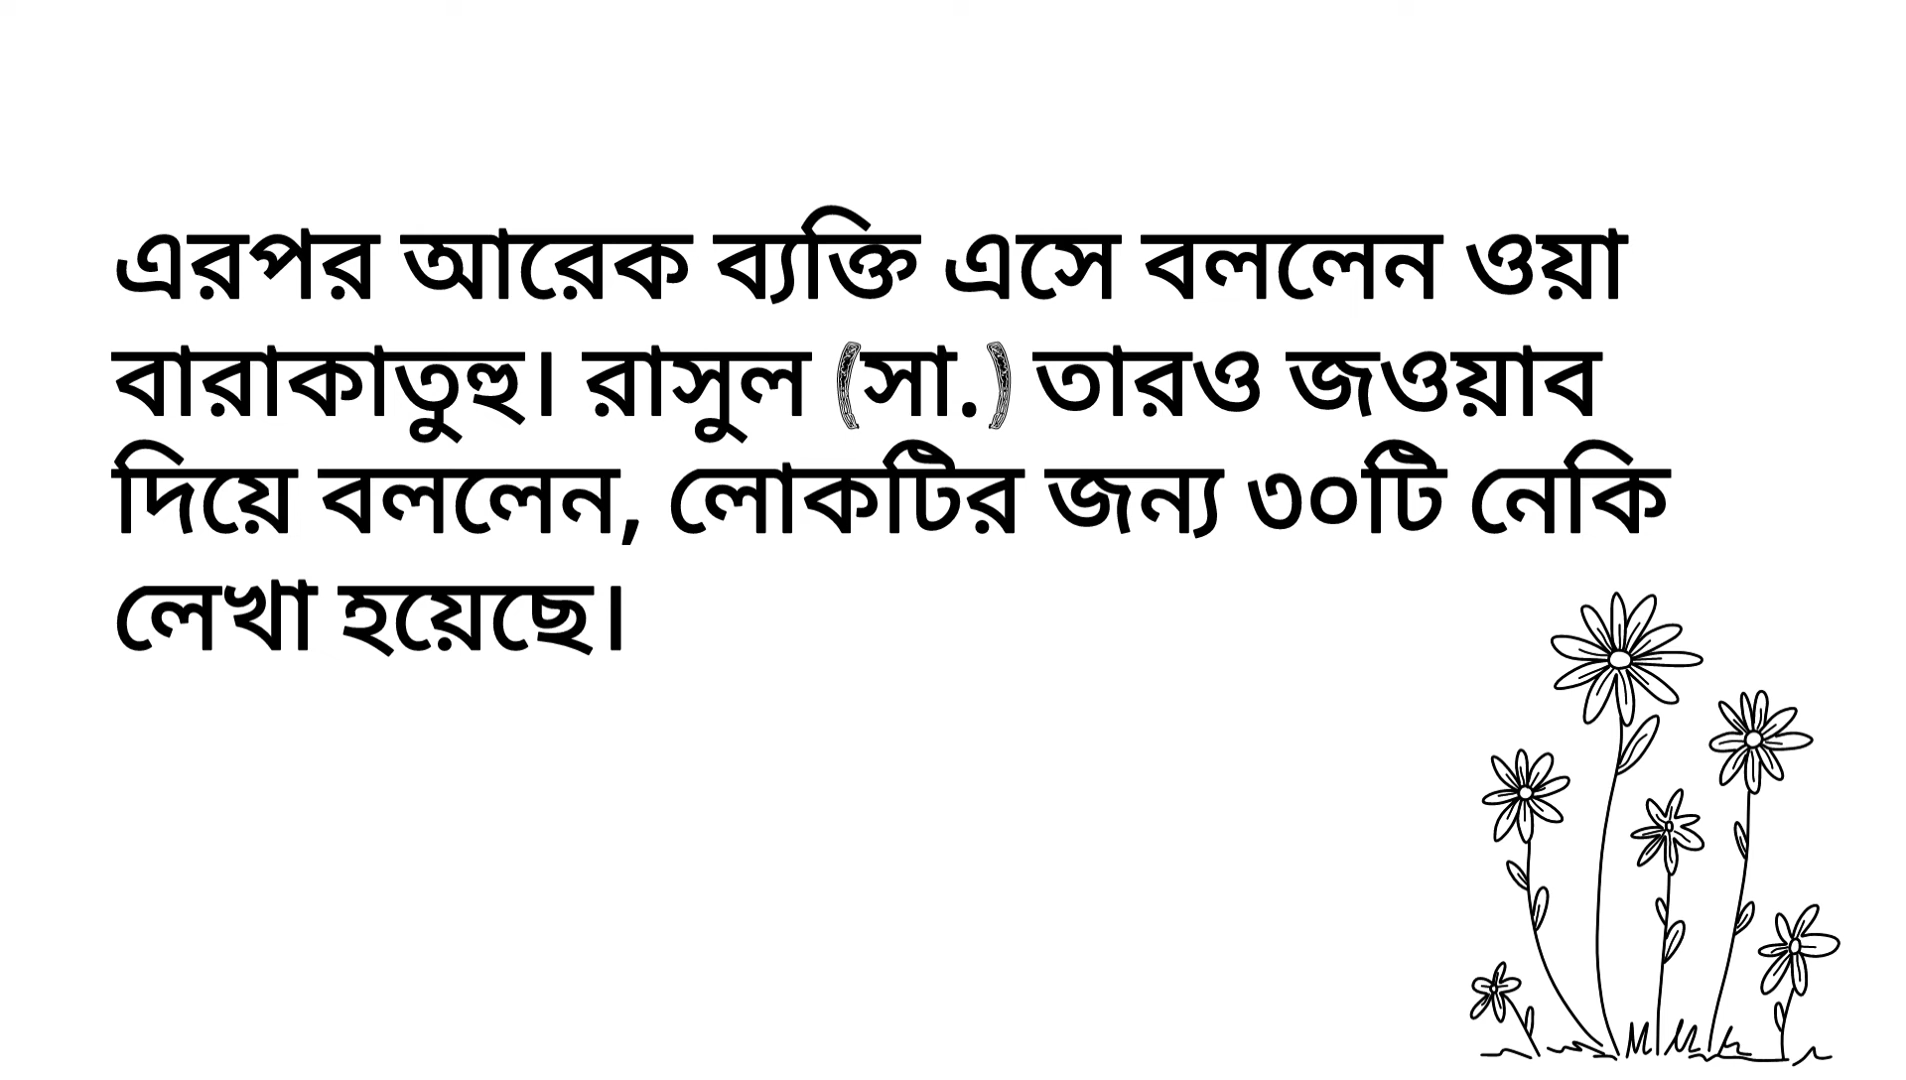 এরপর আরেক ব্যক্তি এসে বললেন ওয়া
বারাকাতুহু। রাসুল (সা.) তারও জওয়াব
দিয়ে বললেন, লোকটির জন্য ৩০টি নেকি
লেখা হয়েছে।